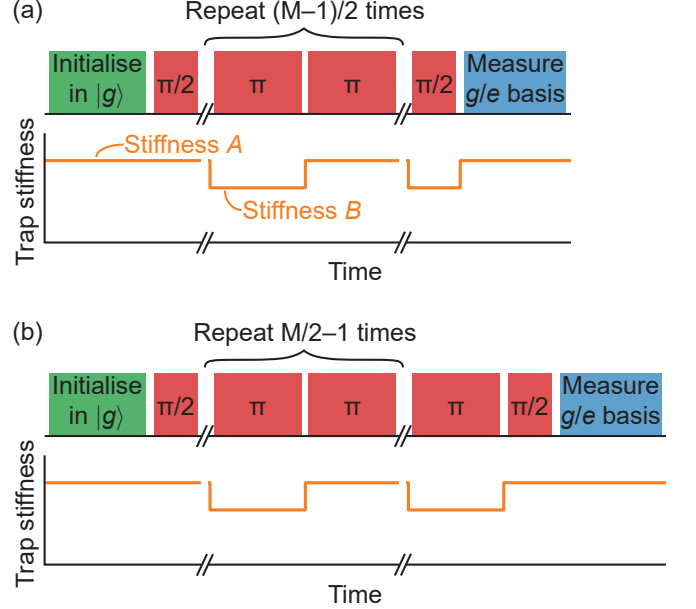 (a)
Repeat (M–1)/2 times
Initialise
in |g⟩
π/2
π
π
π/2
Measure
g/e basis
Trap stiffness
Stiffness A
Stiffness B
Time
(b)
Repeat M/2–1 times
Initialise
in |g⟩
π/2
π
π
π
π/2
Measure
g/e basis
Trap stiffness
Time